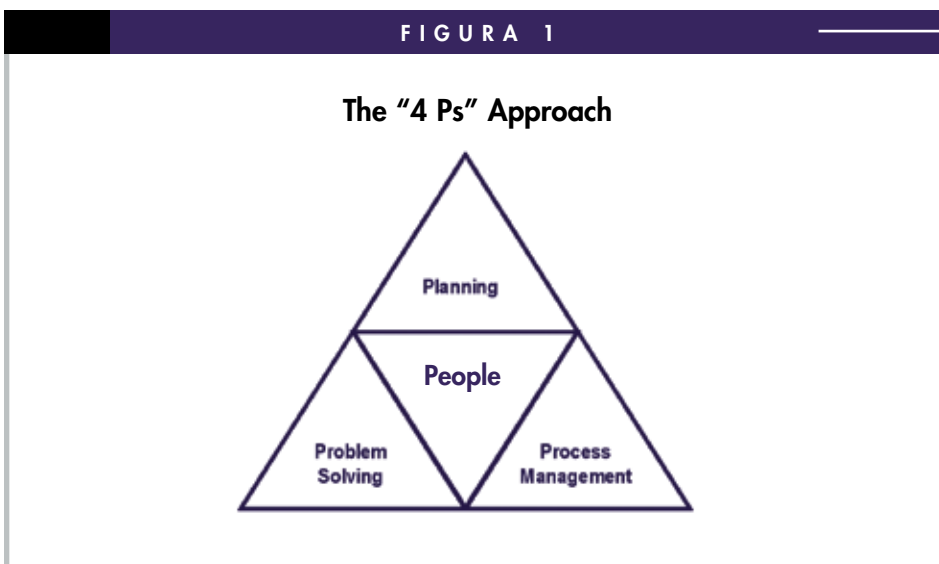 FIGURA 1
The “4 Ps” Approach
Planning
People
Problem
Solving
Process
Management